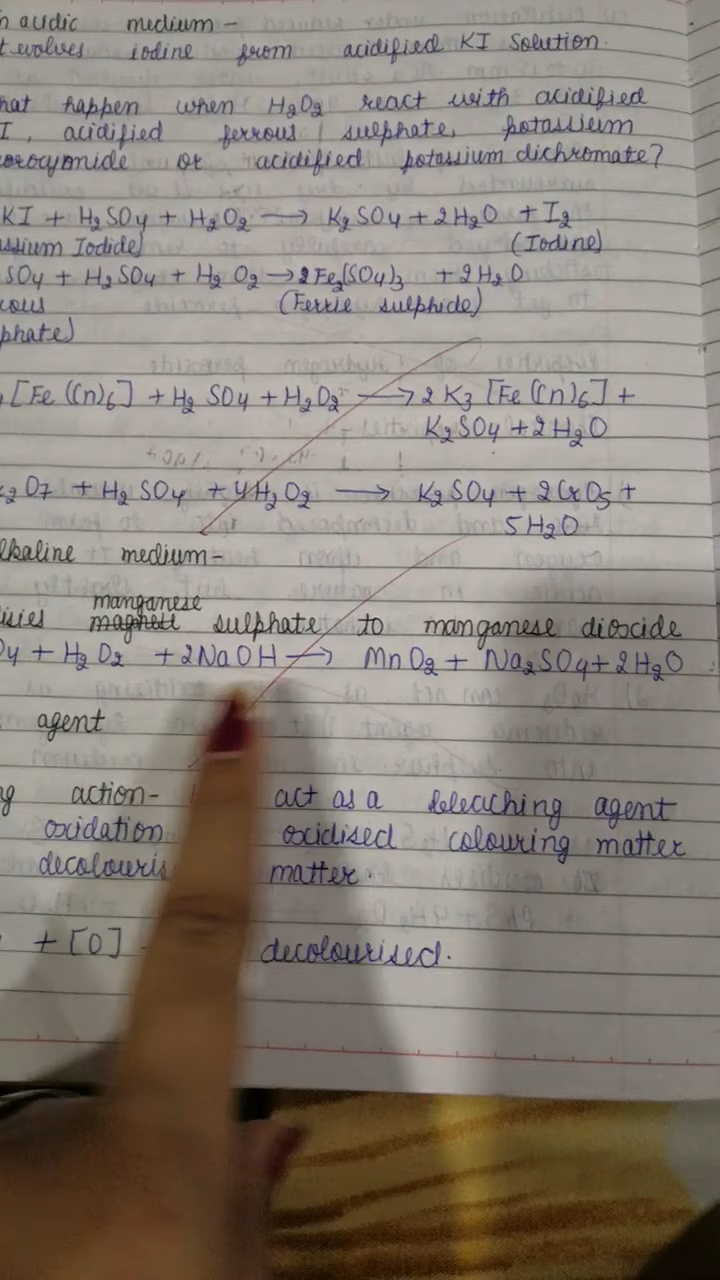 n acidic medium -
t evolves iodine from acidified KI Solution.
hat happen when H₂O₂ react with acidified
I, acidified ferrous sulphate, potassium
erocyanide or acidified potassium dichromate?
KI + H₂SO₄ + H₂O₂ → K₂SO₄ + 2H₂O + I₂
ssium Iodide) (Iodine)
SO₄ + H₂SO₄ + H₂O₂ → 2Fe₂(SO₄)₃ + 2H₂O
rous (Ferric sulphide)
phate)
[Fe(Cn)₆] + H₂SO₄ + H₂O₂ → 2K₃[Fe(Cn)₆] +
K₂SO₄ + 2H₂O
₂O₇ + H₂SO₄ + 4H₂O₂ → K₂SO₄ + 2CrO₅ +
5H₂O
lkaline medium -
manganese
sulphate to manganese dioxide
O₄ + H₂O₂ + 2NaOH → MnO₂ + Na₂SO₄ + 2H₂O
agent
ng action- act as a bleaching agent
oxidation oxidised colouring matter
decolouris matter.
+ [O] decolourised.